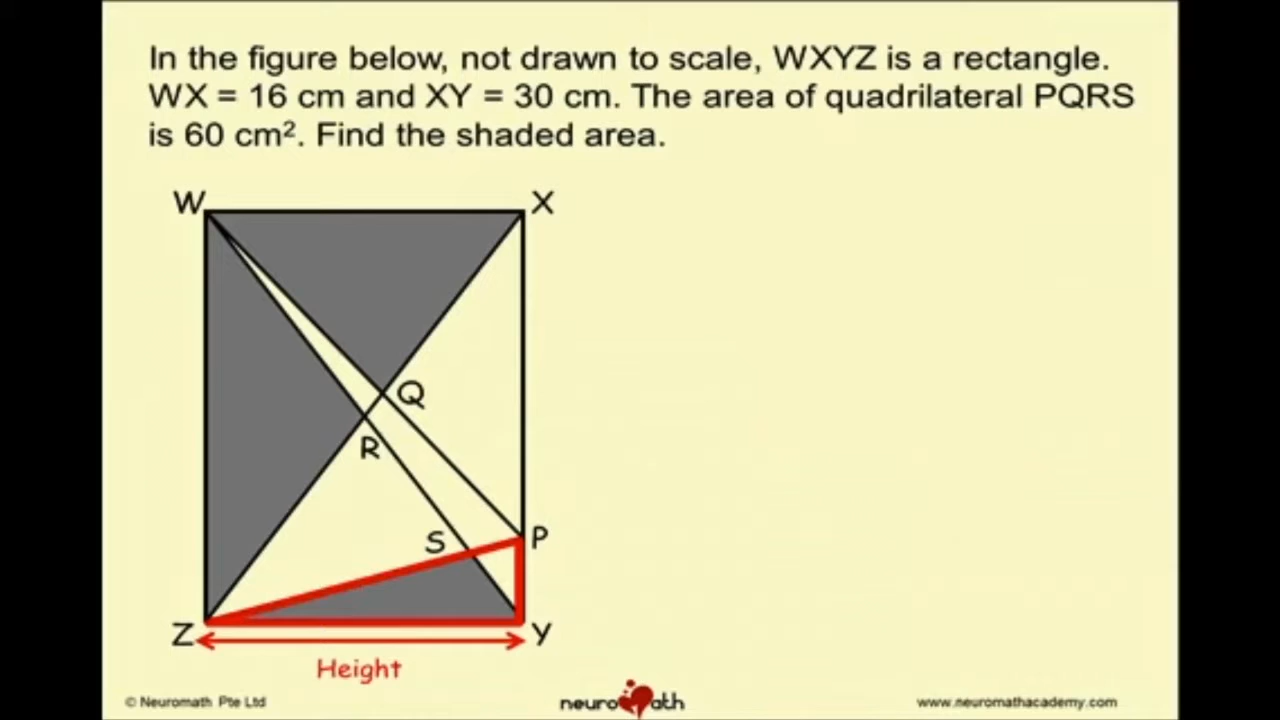 In the figure below, not drawn to scale, WXYZ is a rectangle.
WX = 16 cm and XY = 30 cm. The area of quadrilateral PQRS
is 60 cm². Find the shaded area.
W X
Q
R
S P
Z Y
Height
© Neuromath Pte Ltd neuromath www.neuromathacademy.com